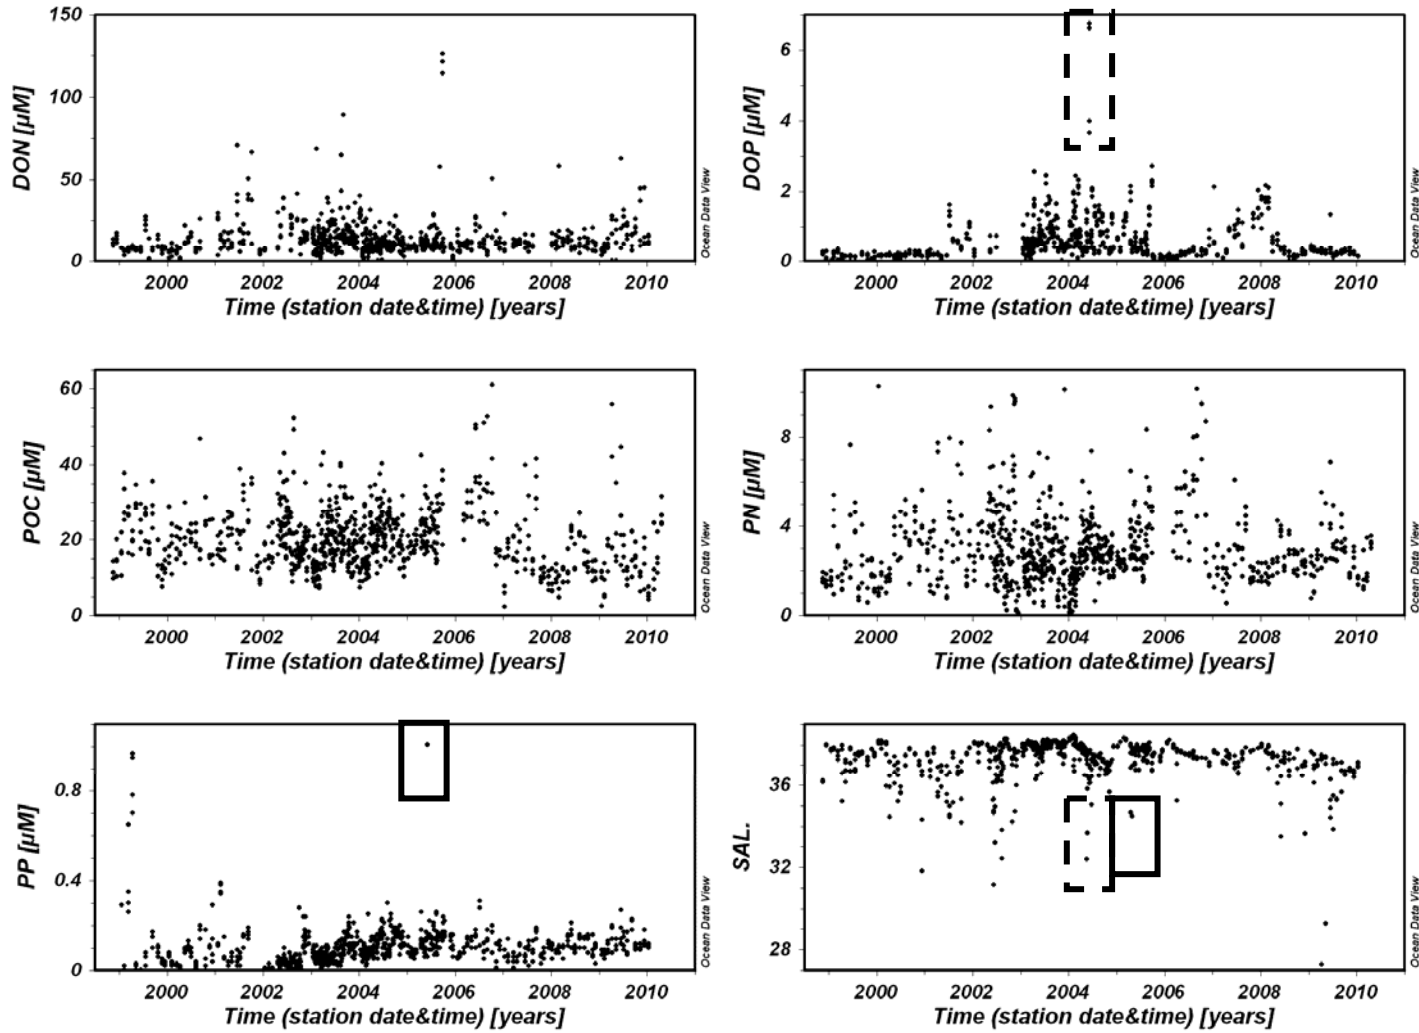 150
100
50
0
DON [µM]
2000 2002 2004 2006 2008 2010
Time (station date&time) [years]
Ocean Data View
6
4
2
0
DOP [µM]
2000 2002 2004 2006 2008 2010
Time (station date&time) [years]
Ocean Data View
60
40
20
0
POC [µM]
2000 2002 2004 2006 2008 2010
Time (station date&time) [years]
Ocean Data View
8
4
0
PN [µM]
2000 2002 2004 2006 2008 2010
Time (station date&time) [years]
Ocean Data View
0.8
0.4
0
PP [µM]
2000 2002 2004 2006 2008 2010
Time (station date&time) [years]
Ocean Data View
36
32
28
SAL.
2000 2002 2004 2006 2008 2010
Time (station date&time) [years]
Ocean Data View